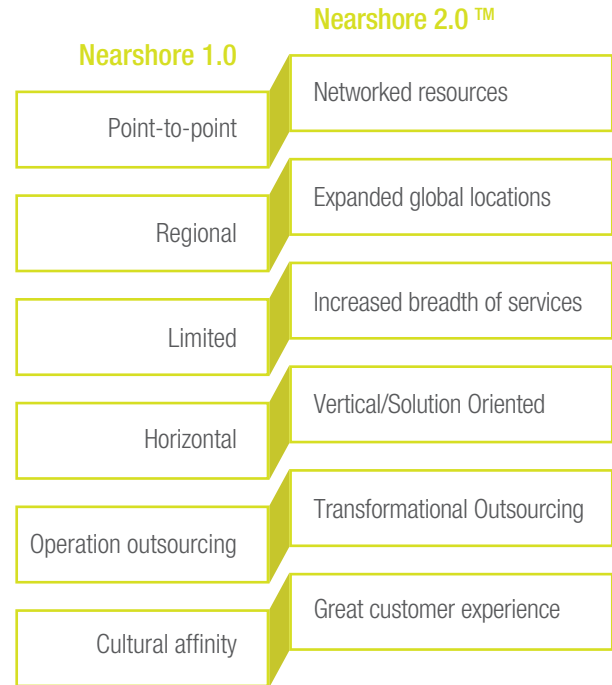 Nearshore 1.0
Nearshore 2.0 ™
Point-to-point
Networked resources
Regional
Expanded global locations
Limited
Increased breadth of services
Horizontal
Vertical/Solution Oriented
Operation outsourcing
Transformational Outsourcing
Cultural affinity
Great customer experience